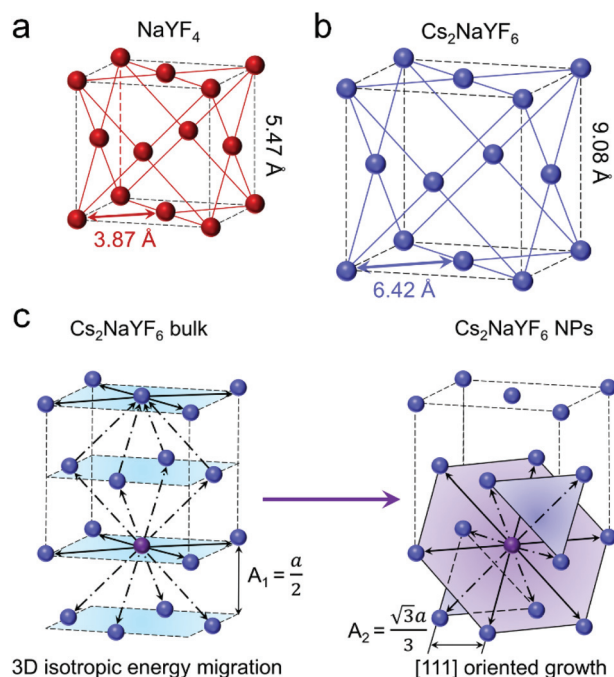 a
NaYF₄
5.47 Å
3.87 Å
b
Cs₂NaYF₆
9.08 Å
6.42 Å
c
Cs₂NaYF₆ bulk
Cs₂NaYF₆ NPs
A₁ = a/2
A₂ = √3a/3
3D isotropic energy migration
[111] oriented growth